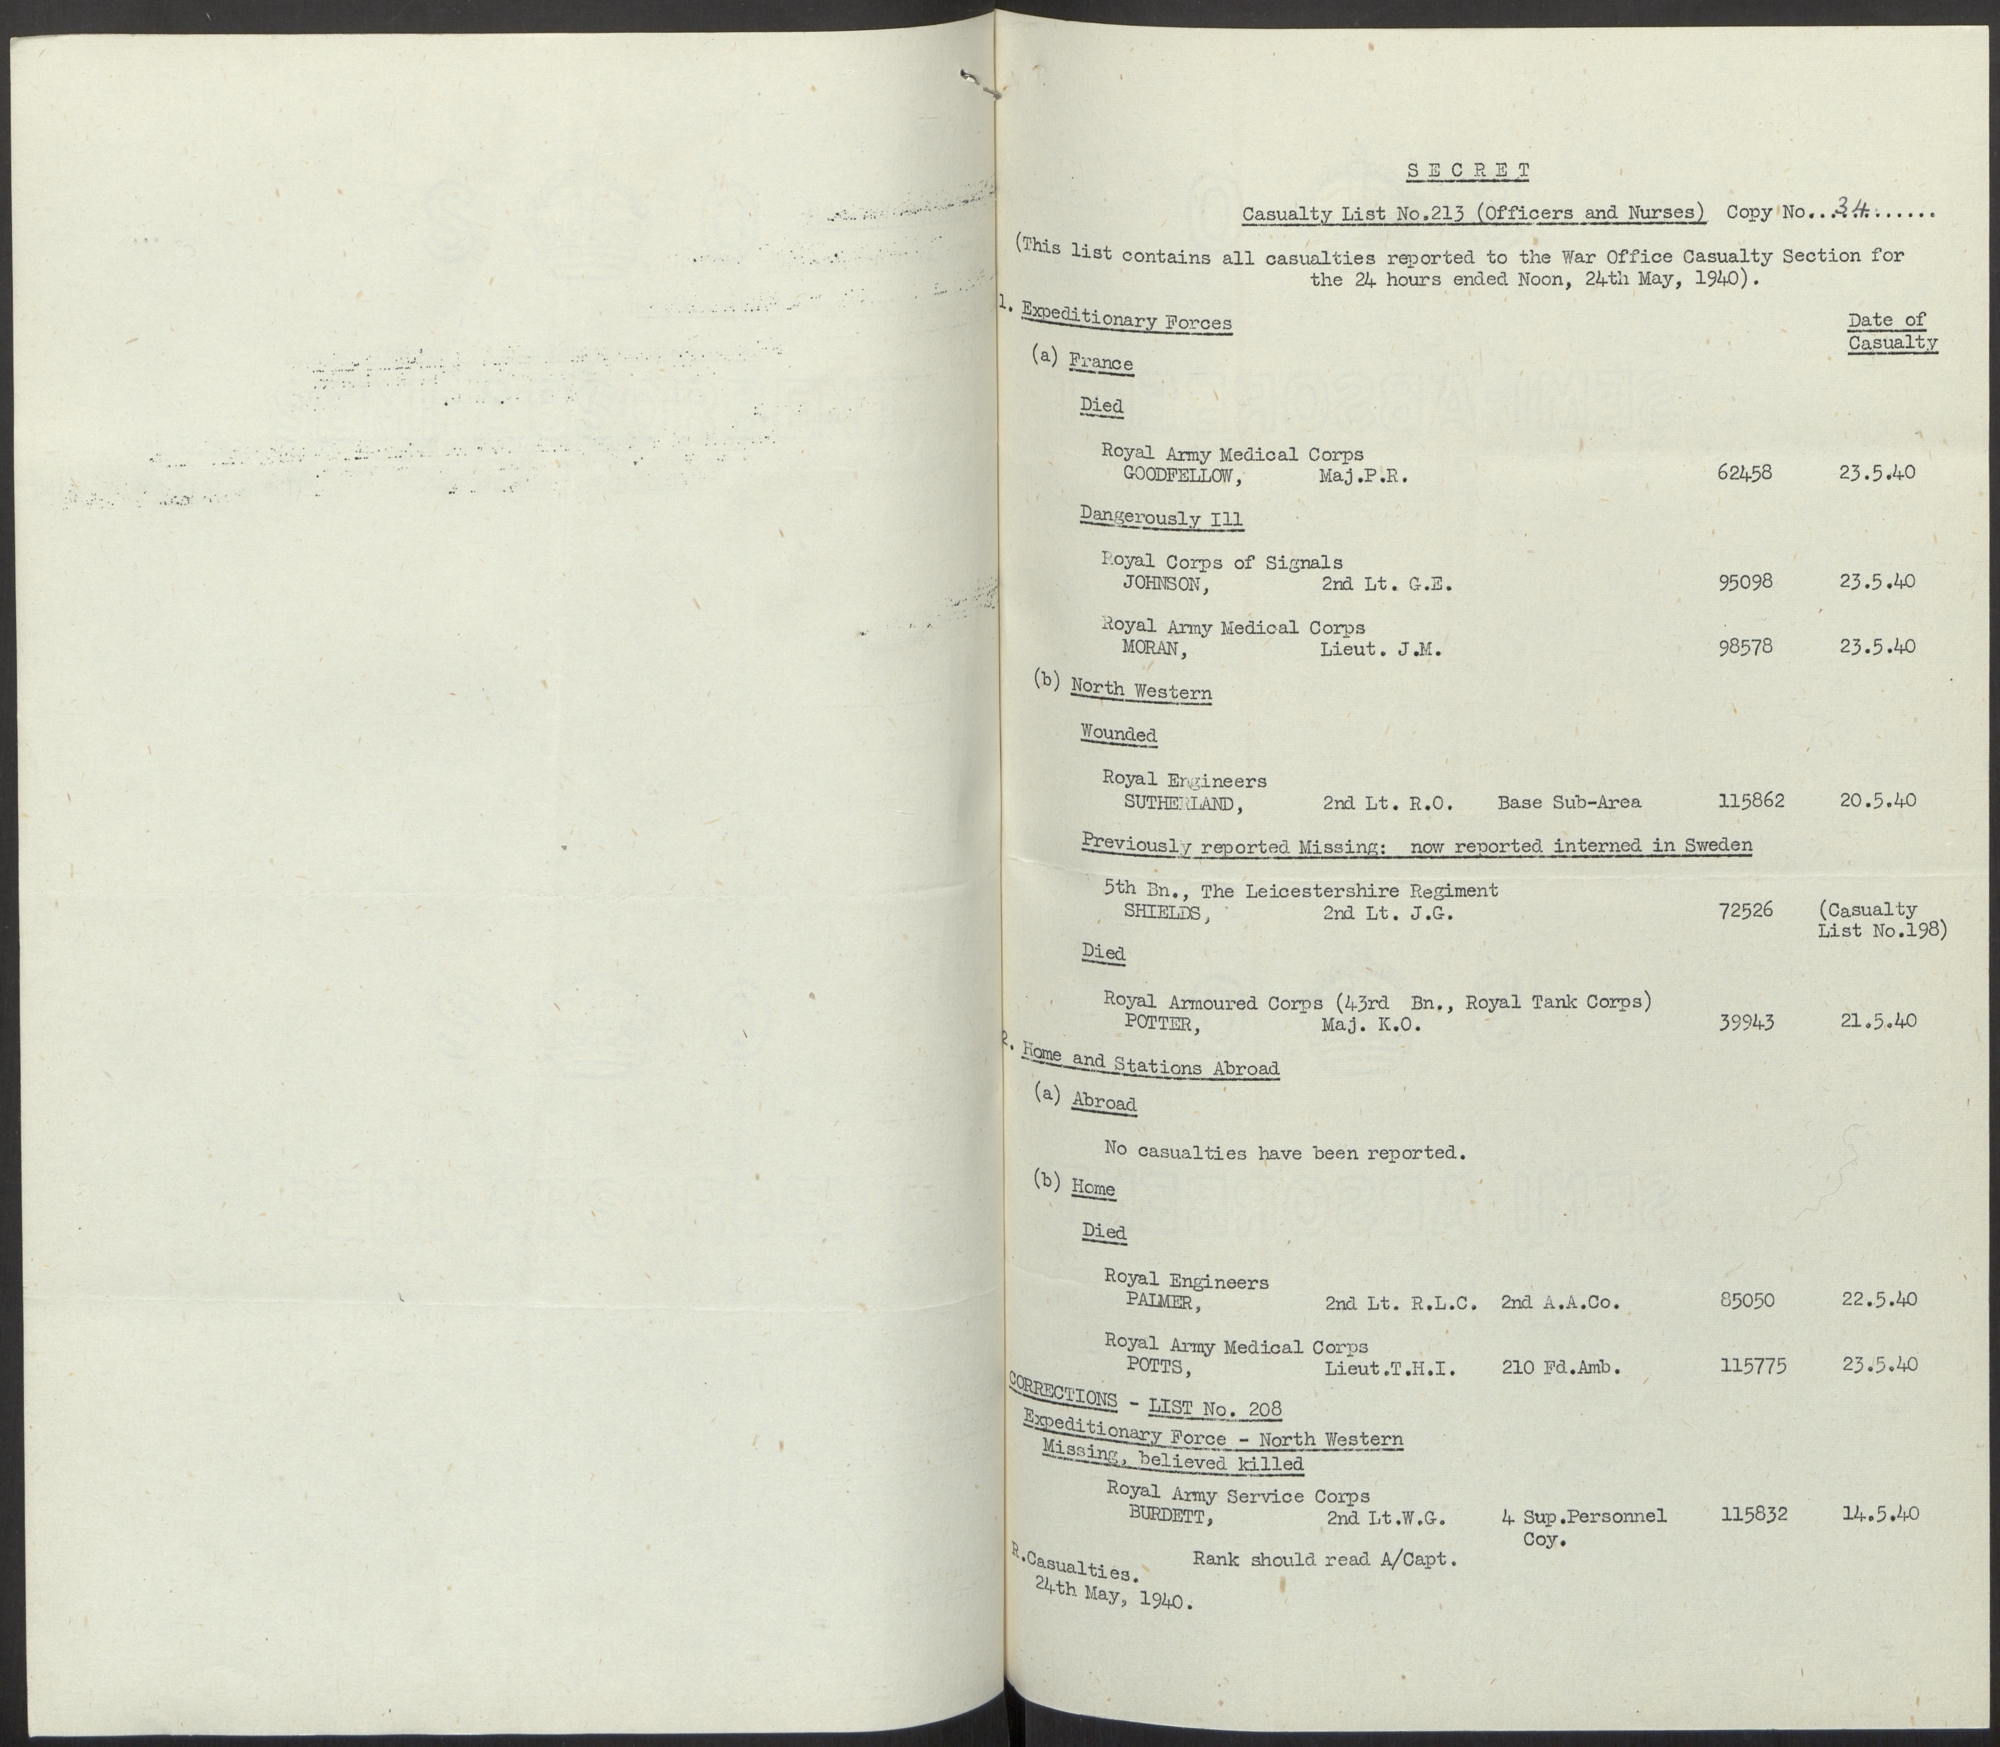 SECRET
Casualty List No.213 (Officers and Nurses) Copy No...34.......
(This list contains all casualties reported to the War Office Casualty Section for
the 24 hours ended Noon, 24th May, 1940).
1. Expeditionary Forces
Date of
Casualty
(a) France
Died
Royal Army Medical Corps
GOODFELLOW, Maj.P.R. 62458 23.5.40
Dangerously Ill
Royal Corps of Signals
JOHNSON, 2nd Lt. G.E. 95098 23.5.40
Royal Army Medical Corps
MORAN, Lieut. J.M. 98578 23.5.40
(b) North Western
Wounded
Royal Engineers
SUTHERLAND, 2nd Lt. R.O. Base Sub-Area 115862 20.5.40
Previously reported Missing: now reported interned in Sweden
5th Bn., The Leicestershire Regiment
SHIELDS, 2nd Lt. J.G. 72526 (Casualty
List No.198)
Died
Royal Armoured Corps (43rd Bn., Royal Tank Corps)
POTTER, Maj. K.O. 39943 21.5.40
2. Home and Stations Abroad
(a) Abroad
No casualties have been reported.
(b) Home
Died
Royal Engineers
PALMER, 2nd Lt. R.L.C. 2nd A.A.Co. 85050 22.5.40
Royal Army Medical Corps
POTTS, Lieut.T.H.I. 210 Fd.Amb. 115775 23.5.40
CORRECTIONS - LIST No. 208
Expeditionary Force - North Western
Missing, believed killed
Royal Army Service Corps
BURDETT, 2nd Lt.W.G. 4 Sup.Personnel 115832 14.5.40
Coy.
Rank should read A/Capt.
R.Casualties.
24th May, 1940.